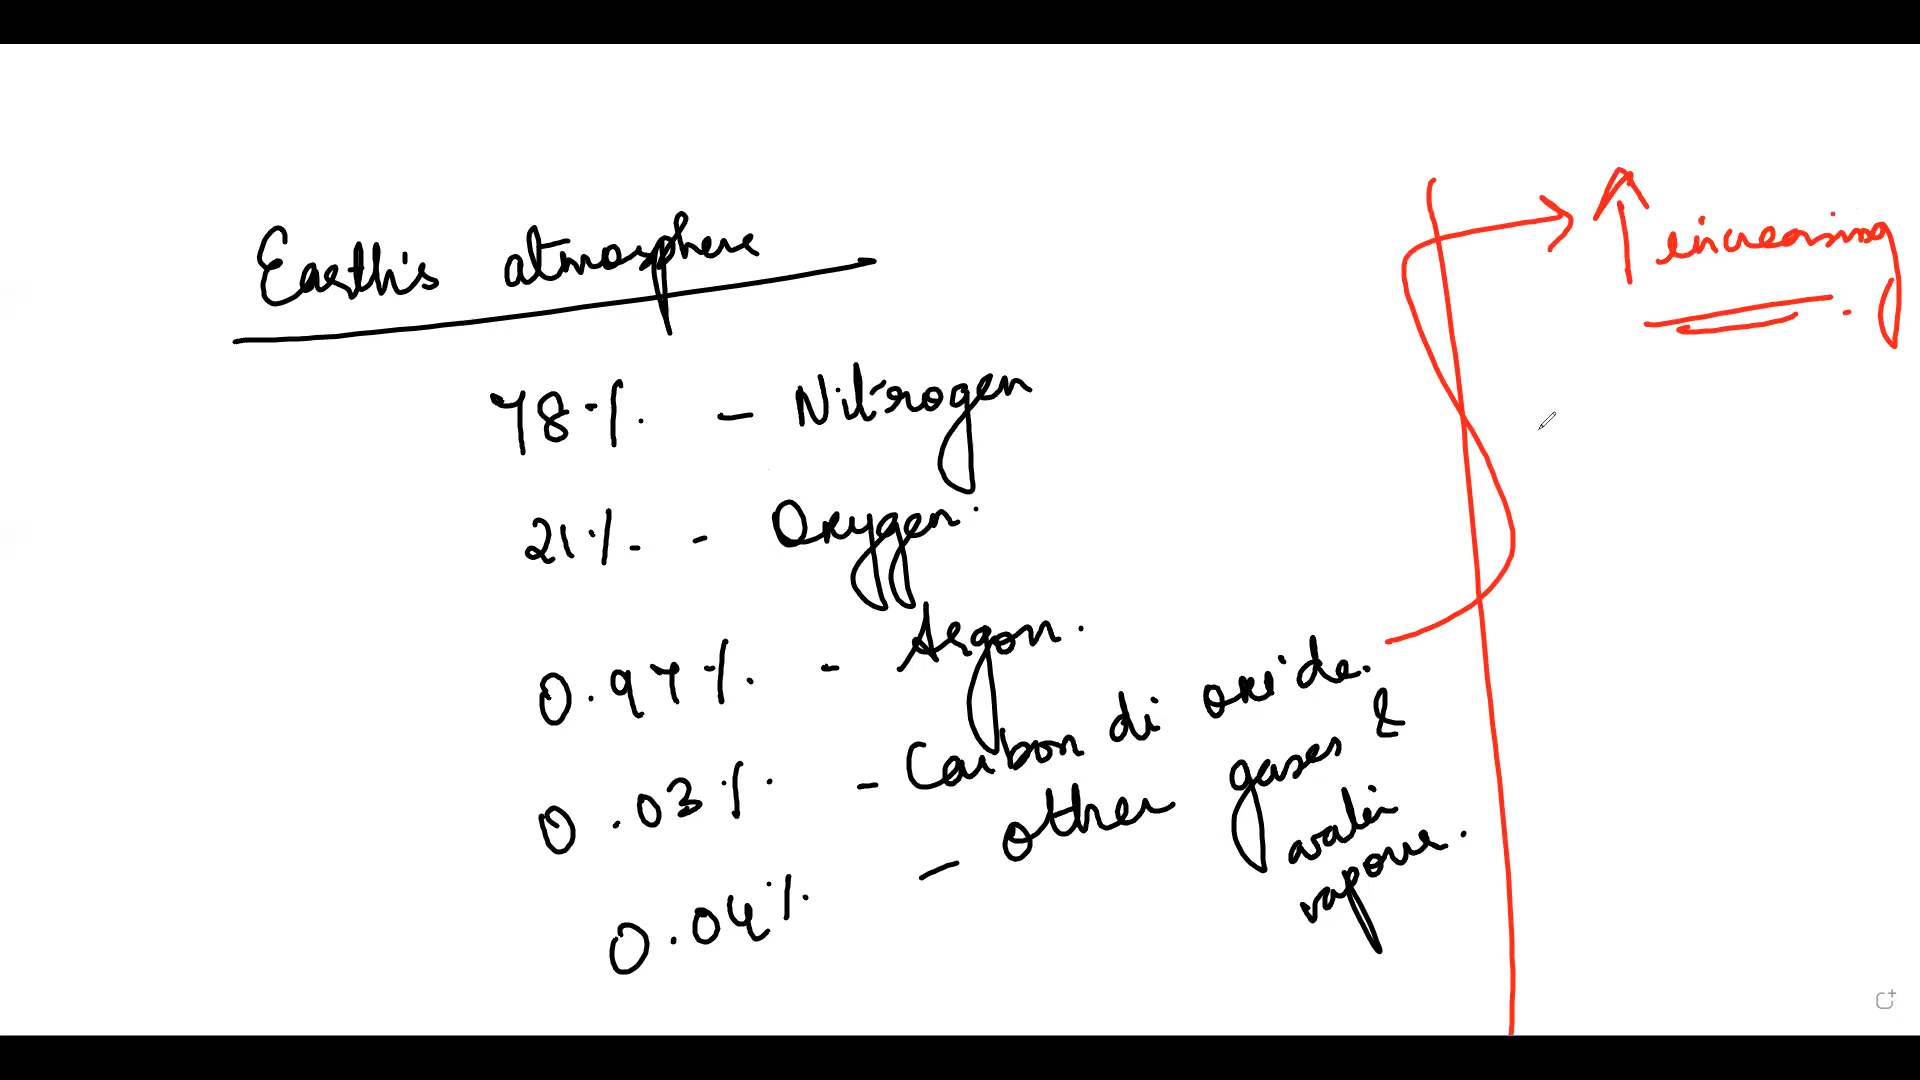 Earth's atmosphere
78% - Nitrogen
21% - Oxygen.
0.97% - Argon.
0.03% - Carbon di oxide.
0.04% - other gases &
water
vapour.
increasing